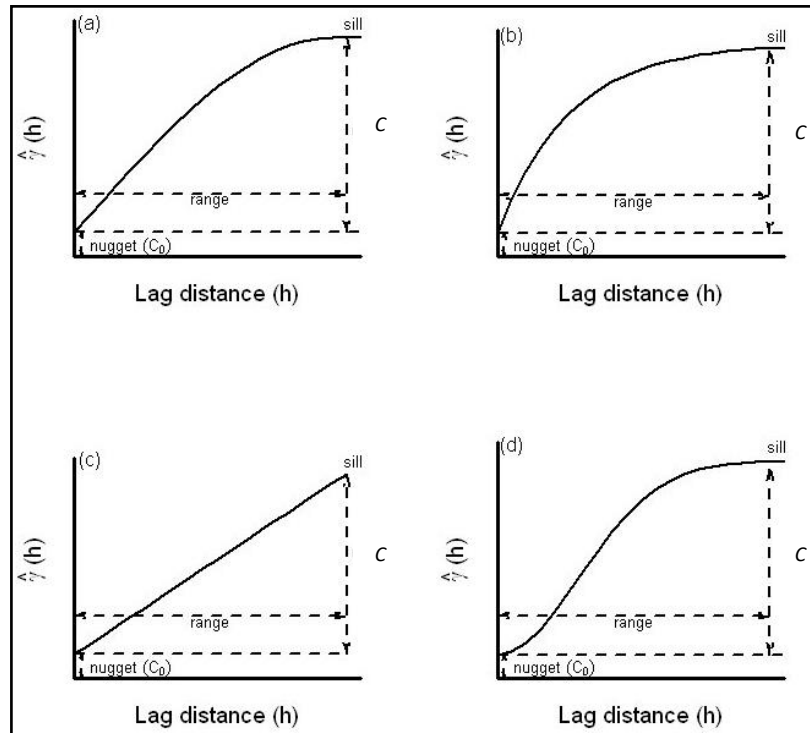 (a)
sill
C
γ̂ (h)
range
nugget (C₀)
Lag distance (h)
(b)
sill
C
γ̂ (h)
range
nugget (C₀)
Lag distance (h)
(c)
sill
C
γ̂ (h)
range
nugget (C₀)
Lag distance (h)
(d)
sill
C
γ̂ (h)
range
nugget (C₀)
Lag distance (h)